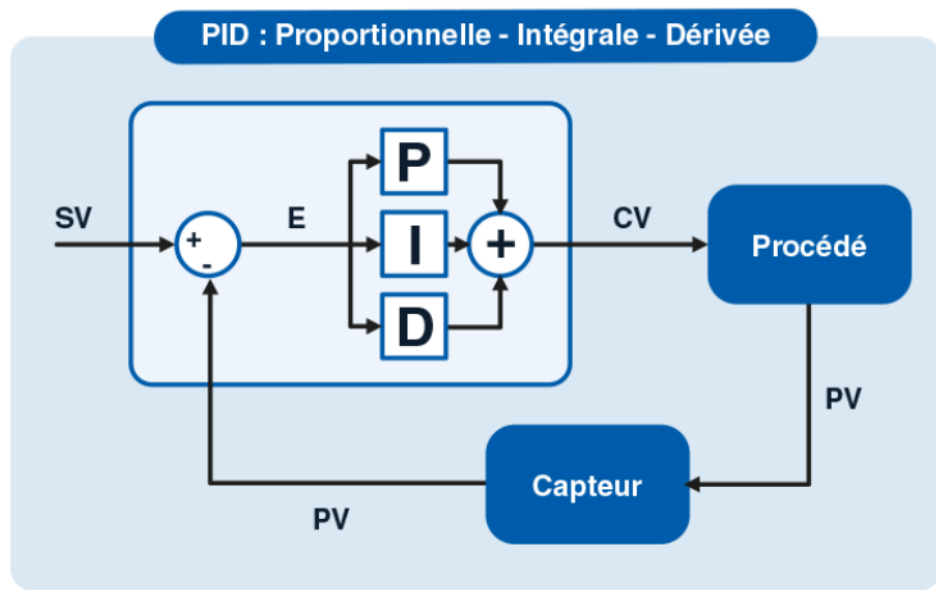 PID : Proportionnelle - Intégrale - Dérivée
SV
+
-
E
P
I
D
+
CV
Procédé
PV
Capteur
PV